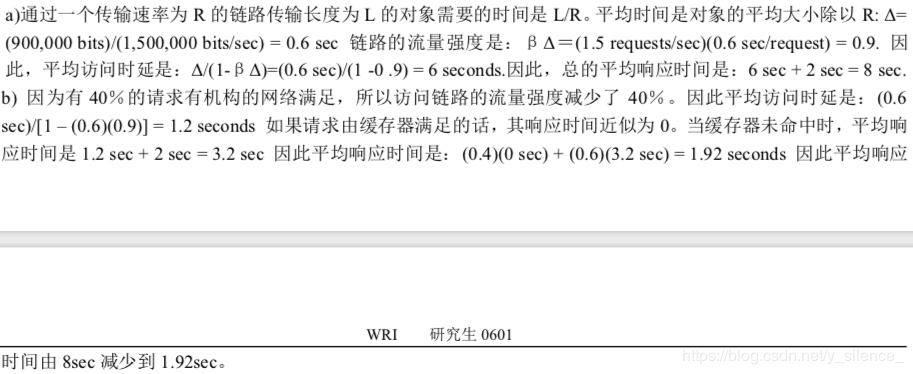 a)通过一个传输速率为 R 的链路传输长度为 L 的对象需要的时间是 L/R。平均时间是对象的平均大小除以 R: Δ=
(900,000 bits)/(1,500,000 bits/sec) = 0.6 sec 链路的流量强度是：βΔ＝(1.5 requests/sec)(0.6 sec/request) = 0.9. 因
此，平均访问时延是：Δ/(1-βΔ)=(0.6 sec)/(1 -0 .9) = 6 seconds.因此，总的平均响应时间是：6 sec + 2 sec = 8 sec.
b) 因为有 40%的请求有机构的网络满足，所以访问链路的流量强度减少了 40%。因此平均访问时延是：(0.6
sec)/[1 – (0.6)(0.9)] = 1.2 seconds 如果请求由缓存器满足的话，其响应时间近似为 0。当缓存器未命中时，平均响
应时间是 1.2 sec + 2 sec = 3.2 sec 因此平均响应时间是：(0.4)(0 sec) + (0.6)(3.2 sec) = 1.92 seconds 因此平均响应
WRI 研究生 0601
时间由 8sec 减少到 1.92sec。
https://blog.csdn.net/y_silence_